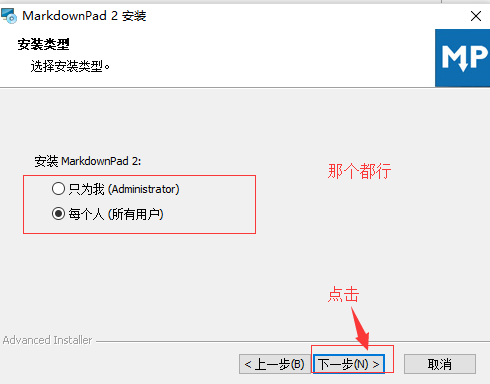 MarkdownPad 2 安装
安装类型
选择安装类型。
MP
安装 MarkdownPad 2:
那个都行
只为我 (Administrator)
每个人 (所有用户)
点击
Advanced Installer
< 上一步(B)
下一步(N) >
取消